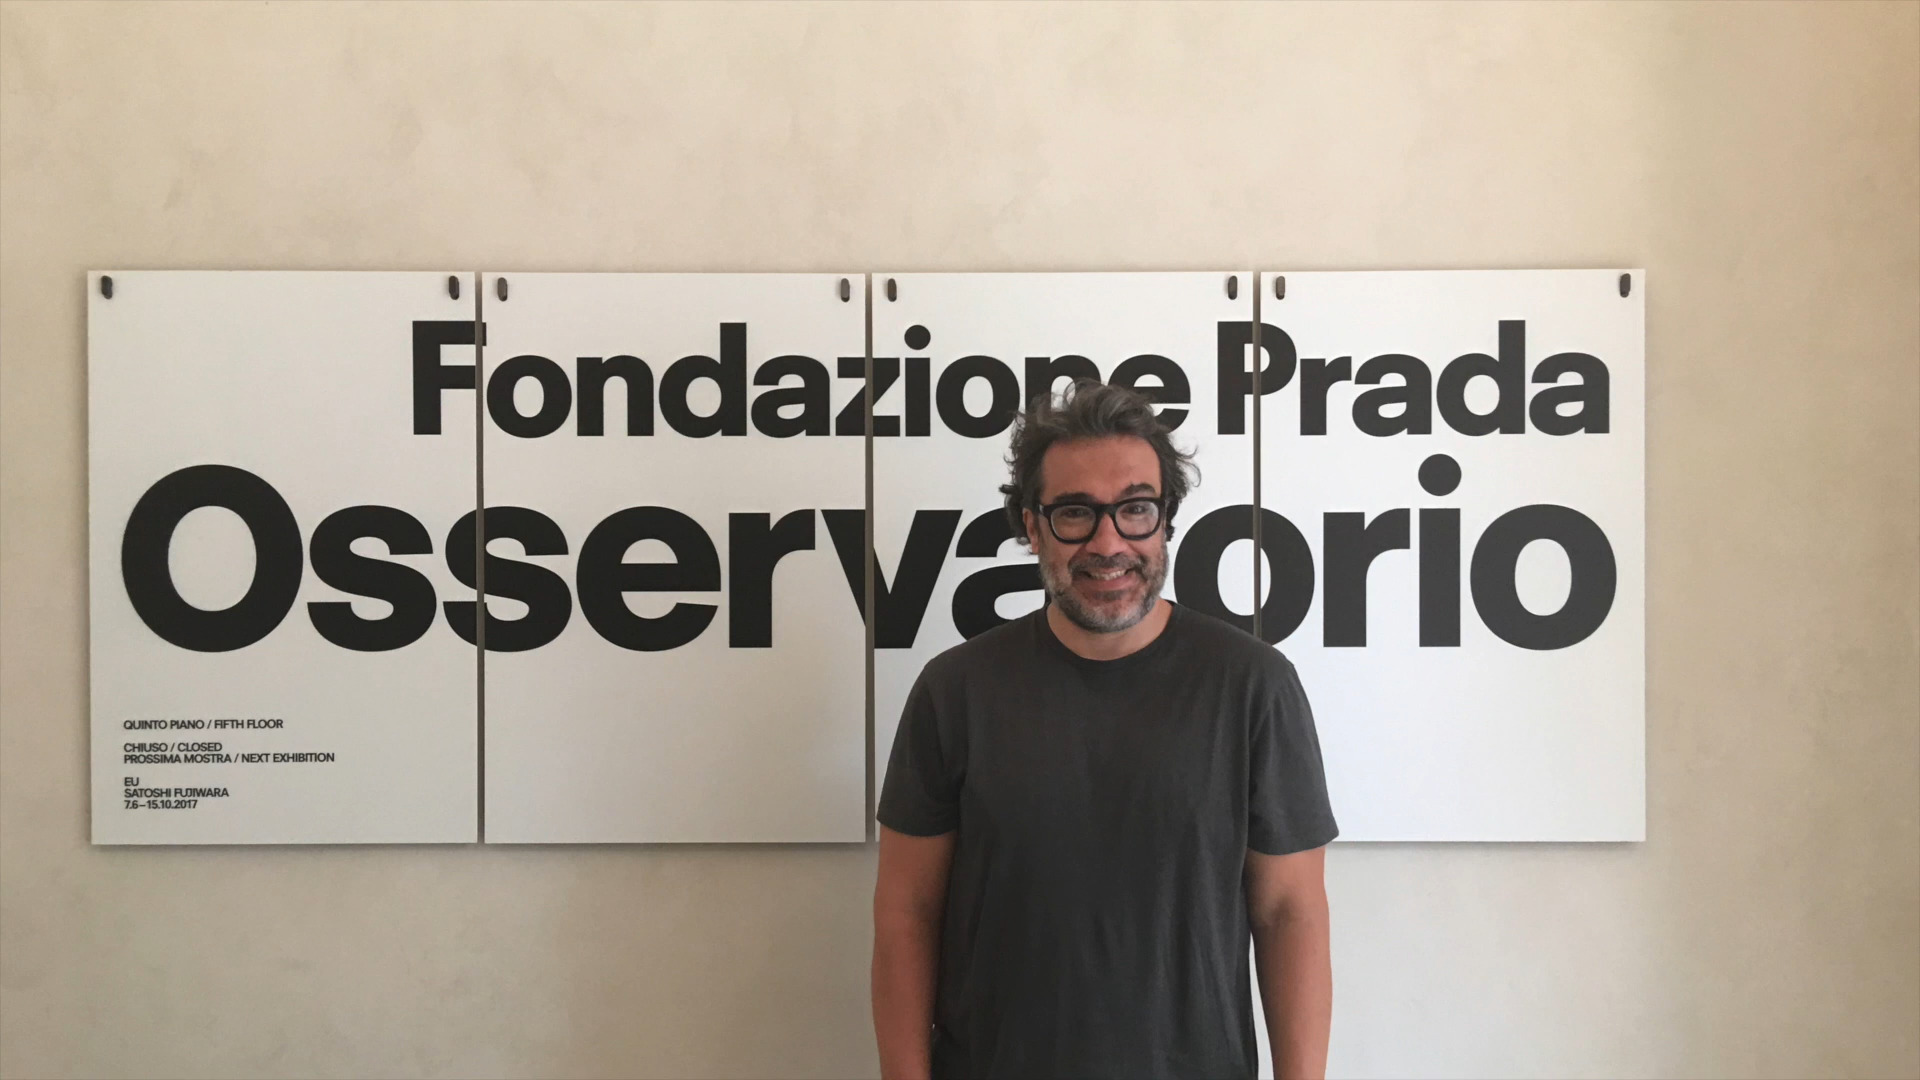 Fondazione Prada
Osservatorio
QUINTO PIANO / FIFTH FLOOR
CHIUSO / CLOSED
PROSSIMA MOSTRA / NEXT EXHIBITION
EU
SATOSHI FUJIWARA
7.6–15.10.2017